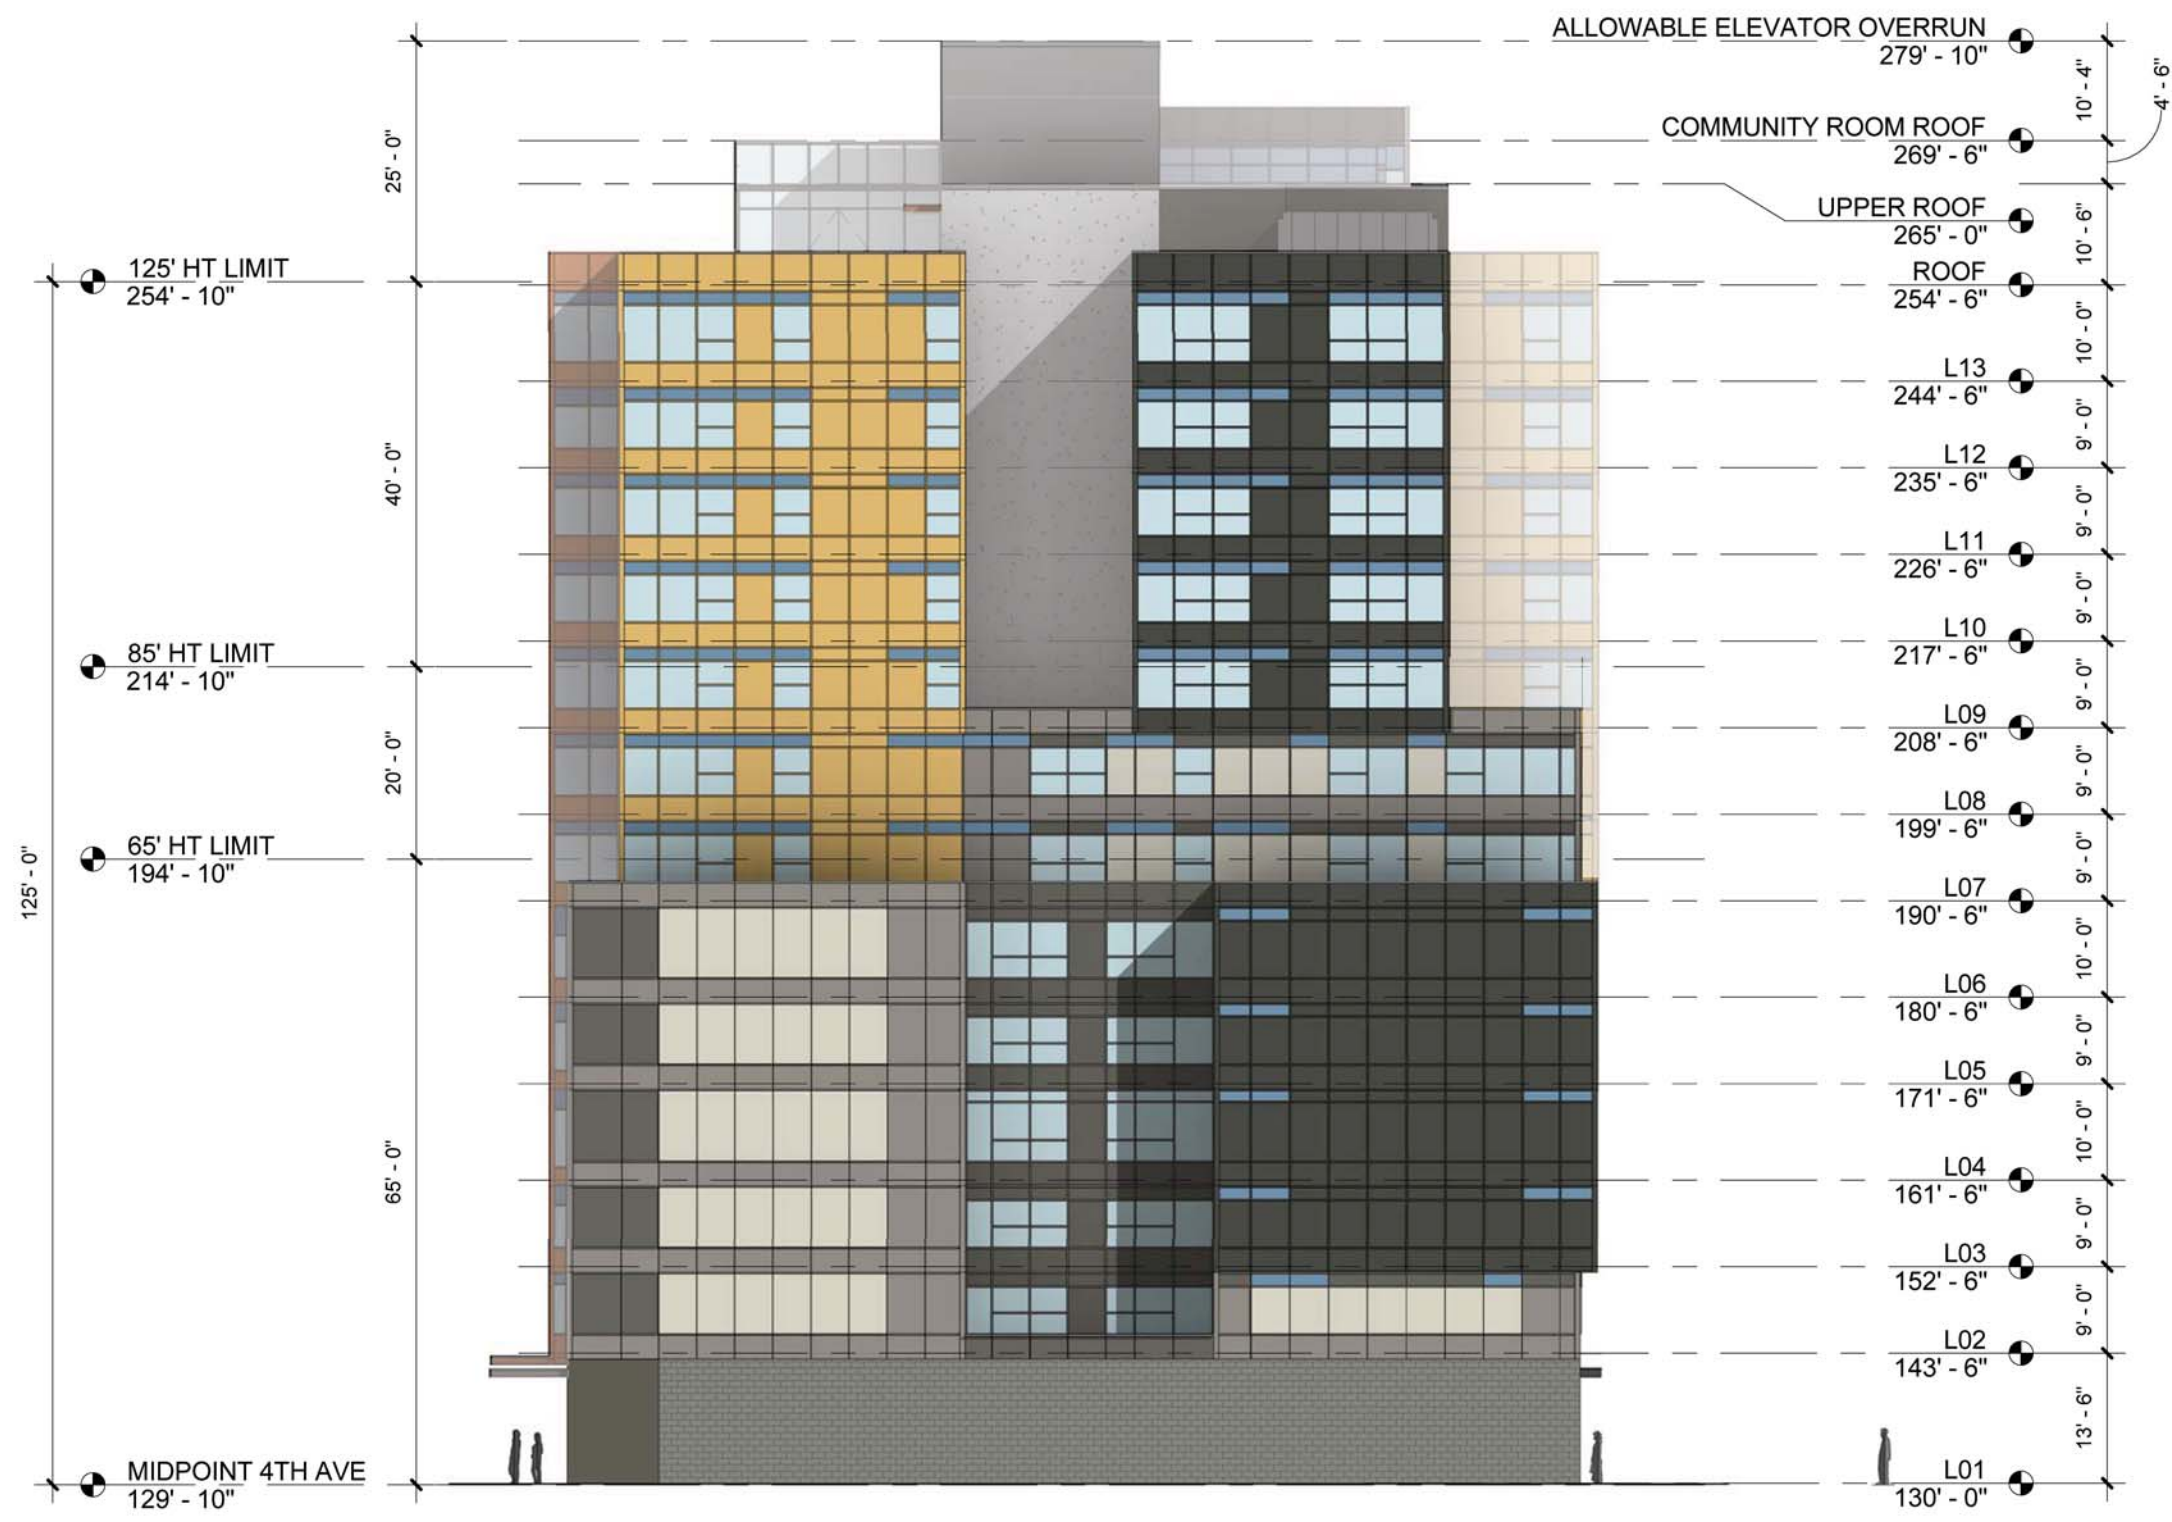 ALLOWABLE ELEVATOR OVERRUN
279' - 10"
10' - 4"
4' - 6"
COMMUNITY ROOM ROOF
269' - 6"
25' - 0"
UPPER ROOF
265' - 0"
10' - 6"
125' HT LIMIT
254' - 10"
ROOF
254' - 6"
10' - 0"
L13
244' - 6"
9' - 0"
40' - 0"
L12
235' - 6"
9' - 0"
L11
226' - 6"
9' - 0"
L10
217' - 6"
85' HT LIMIT
214' - 10"
9' - 0"
L09
208' - 6"
20' - 0"
9' - 0"
L08
199' - 6"
65' HT LIMIT
194' - 10"
9' - 0"
125' - 0"
L07
190' - 6"
10' - 0"
L06
180' - 6"
9' - 0"
L05
171' - 6"
10' - 0"
65' - 0"
L04
161' - 6"
9' - 0"
L03
152' - 6"
9' - 0"
L02
143' - 6"
13' - 6"
MIDPOINT 4TH AVE
129' - 10"
L01
130' - 0"